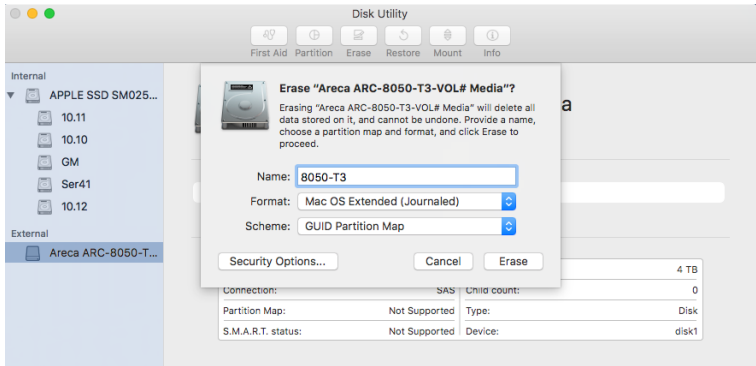 Disk Utility
First Aid Partition Erase Restore Mount Info
Internal
APPLE SSD SM025...
10.11
10.10
GM
Ser41
10.12
External
Areca ARC-8050-T...
Erase “Areca ARC-8050-T3-VOL# Media”?
Erasing “Areca ARC-8050-T3-VOL# Media” will delete all
data stored on it, and cannot be undone. Provide a name,
choose a partition map and format, and click Erase to
proceed.
Name: 8050-T3
Format: Mac OS Extended (Journaled)
Scheme: GUID Partition Map
Security Options... Cancel Erase
a
4 TB
Connection: SAS Child count: 0
Partition Map: Not Supported Type: Disk
S.M.A.R.T. status: Not Supported Device: disk1